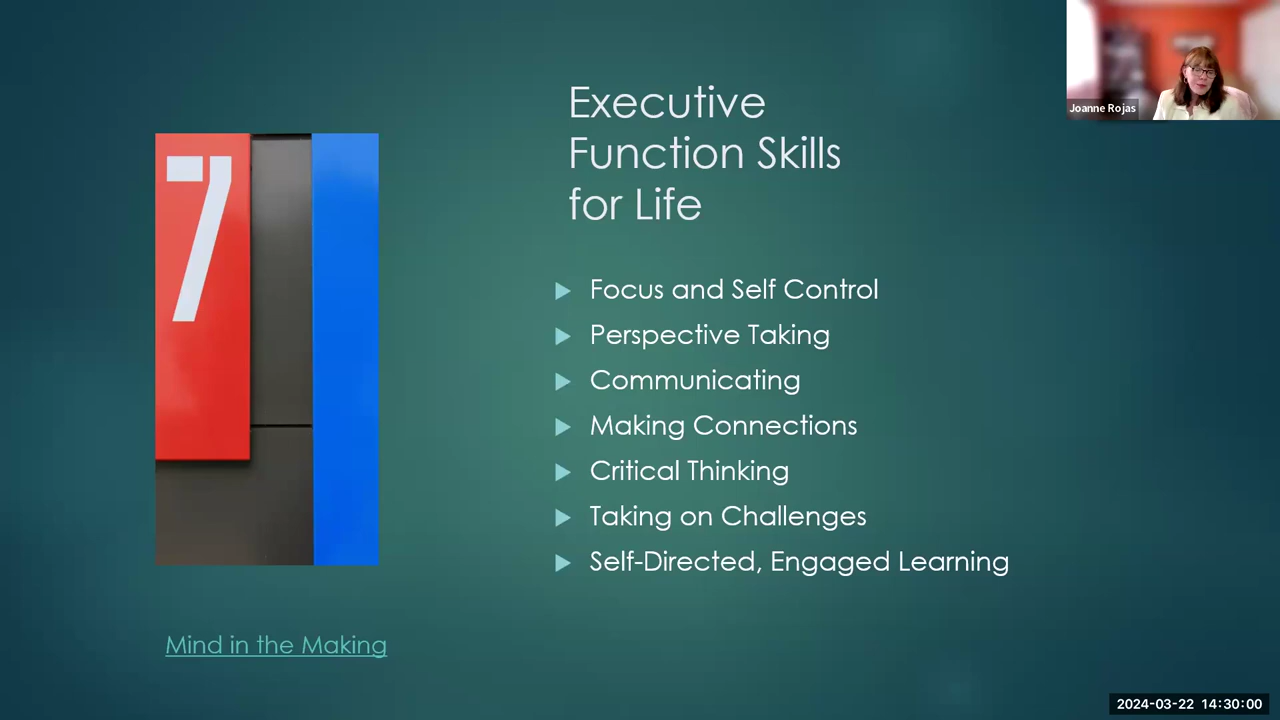 Executive
Function Skills
for Life
Joanne Rojas
7
Focus and Self Control
Perspective Taking
Communicating
Making Connections
Critical Thinking
Taking on Challenges
Self-Directed, Engaged Learning
Mind in the Making
2024-03-22 14:30:00